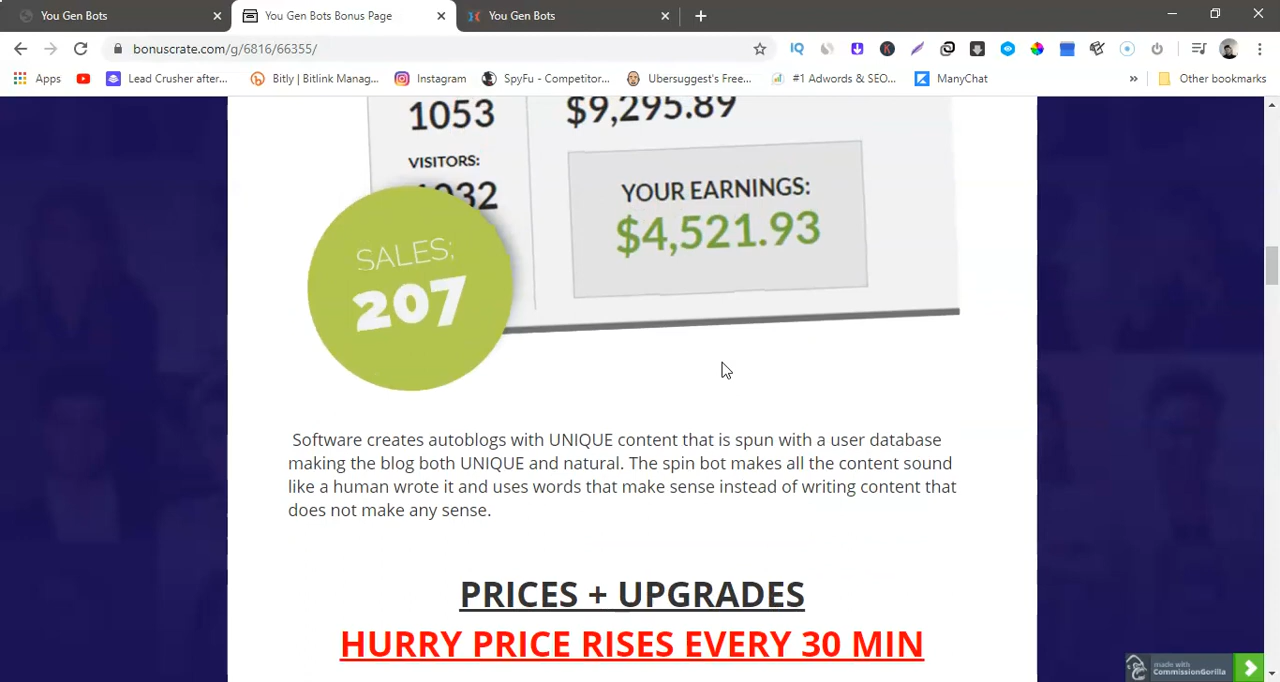 You Gen Bots
You Gen Bots Bonus Page
You Gen Bots
bonuscrate.com/g/6816/66355/
Apps
Lead Crusher after...
Bitly | Bitlink Manag...
Instagram
SpyFu - Competitor...
Ubersuggest's Free...
#1 Adwords & SEO...
ManyChat
»
Other bookmarks
1053
$9,295.89
VISITORS:
YOUR EARNINGS:
$4,521.93
SALES;
207
Software creates autoblogs with UNIQUE content that is spun with a user database
making the blog both UNIQUE and natural. The spin bot makes all the content sound
like a human wrote it and uses words that make sense instead of writing content that
does not make any sense.
PRICES + UPGRADES
HURRY PRICE RISES EVERY 30 MIN
made with
CommissionGorilla